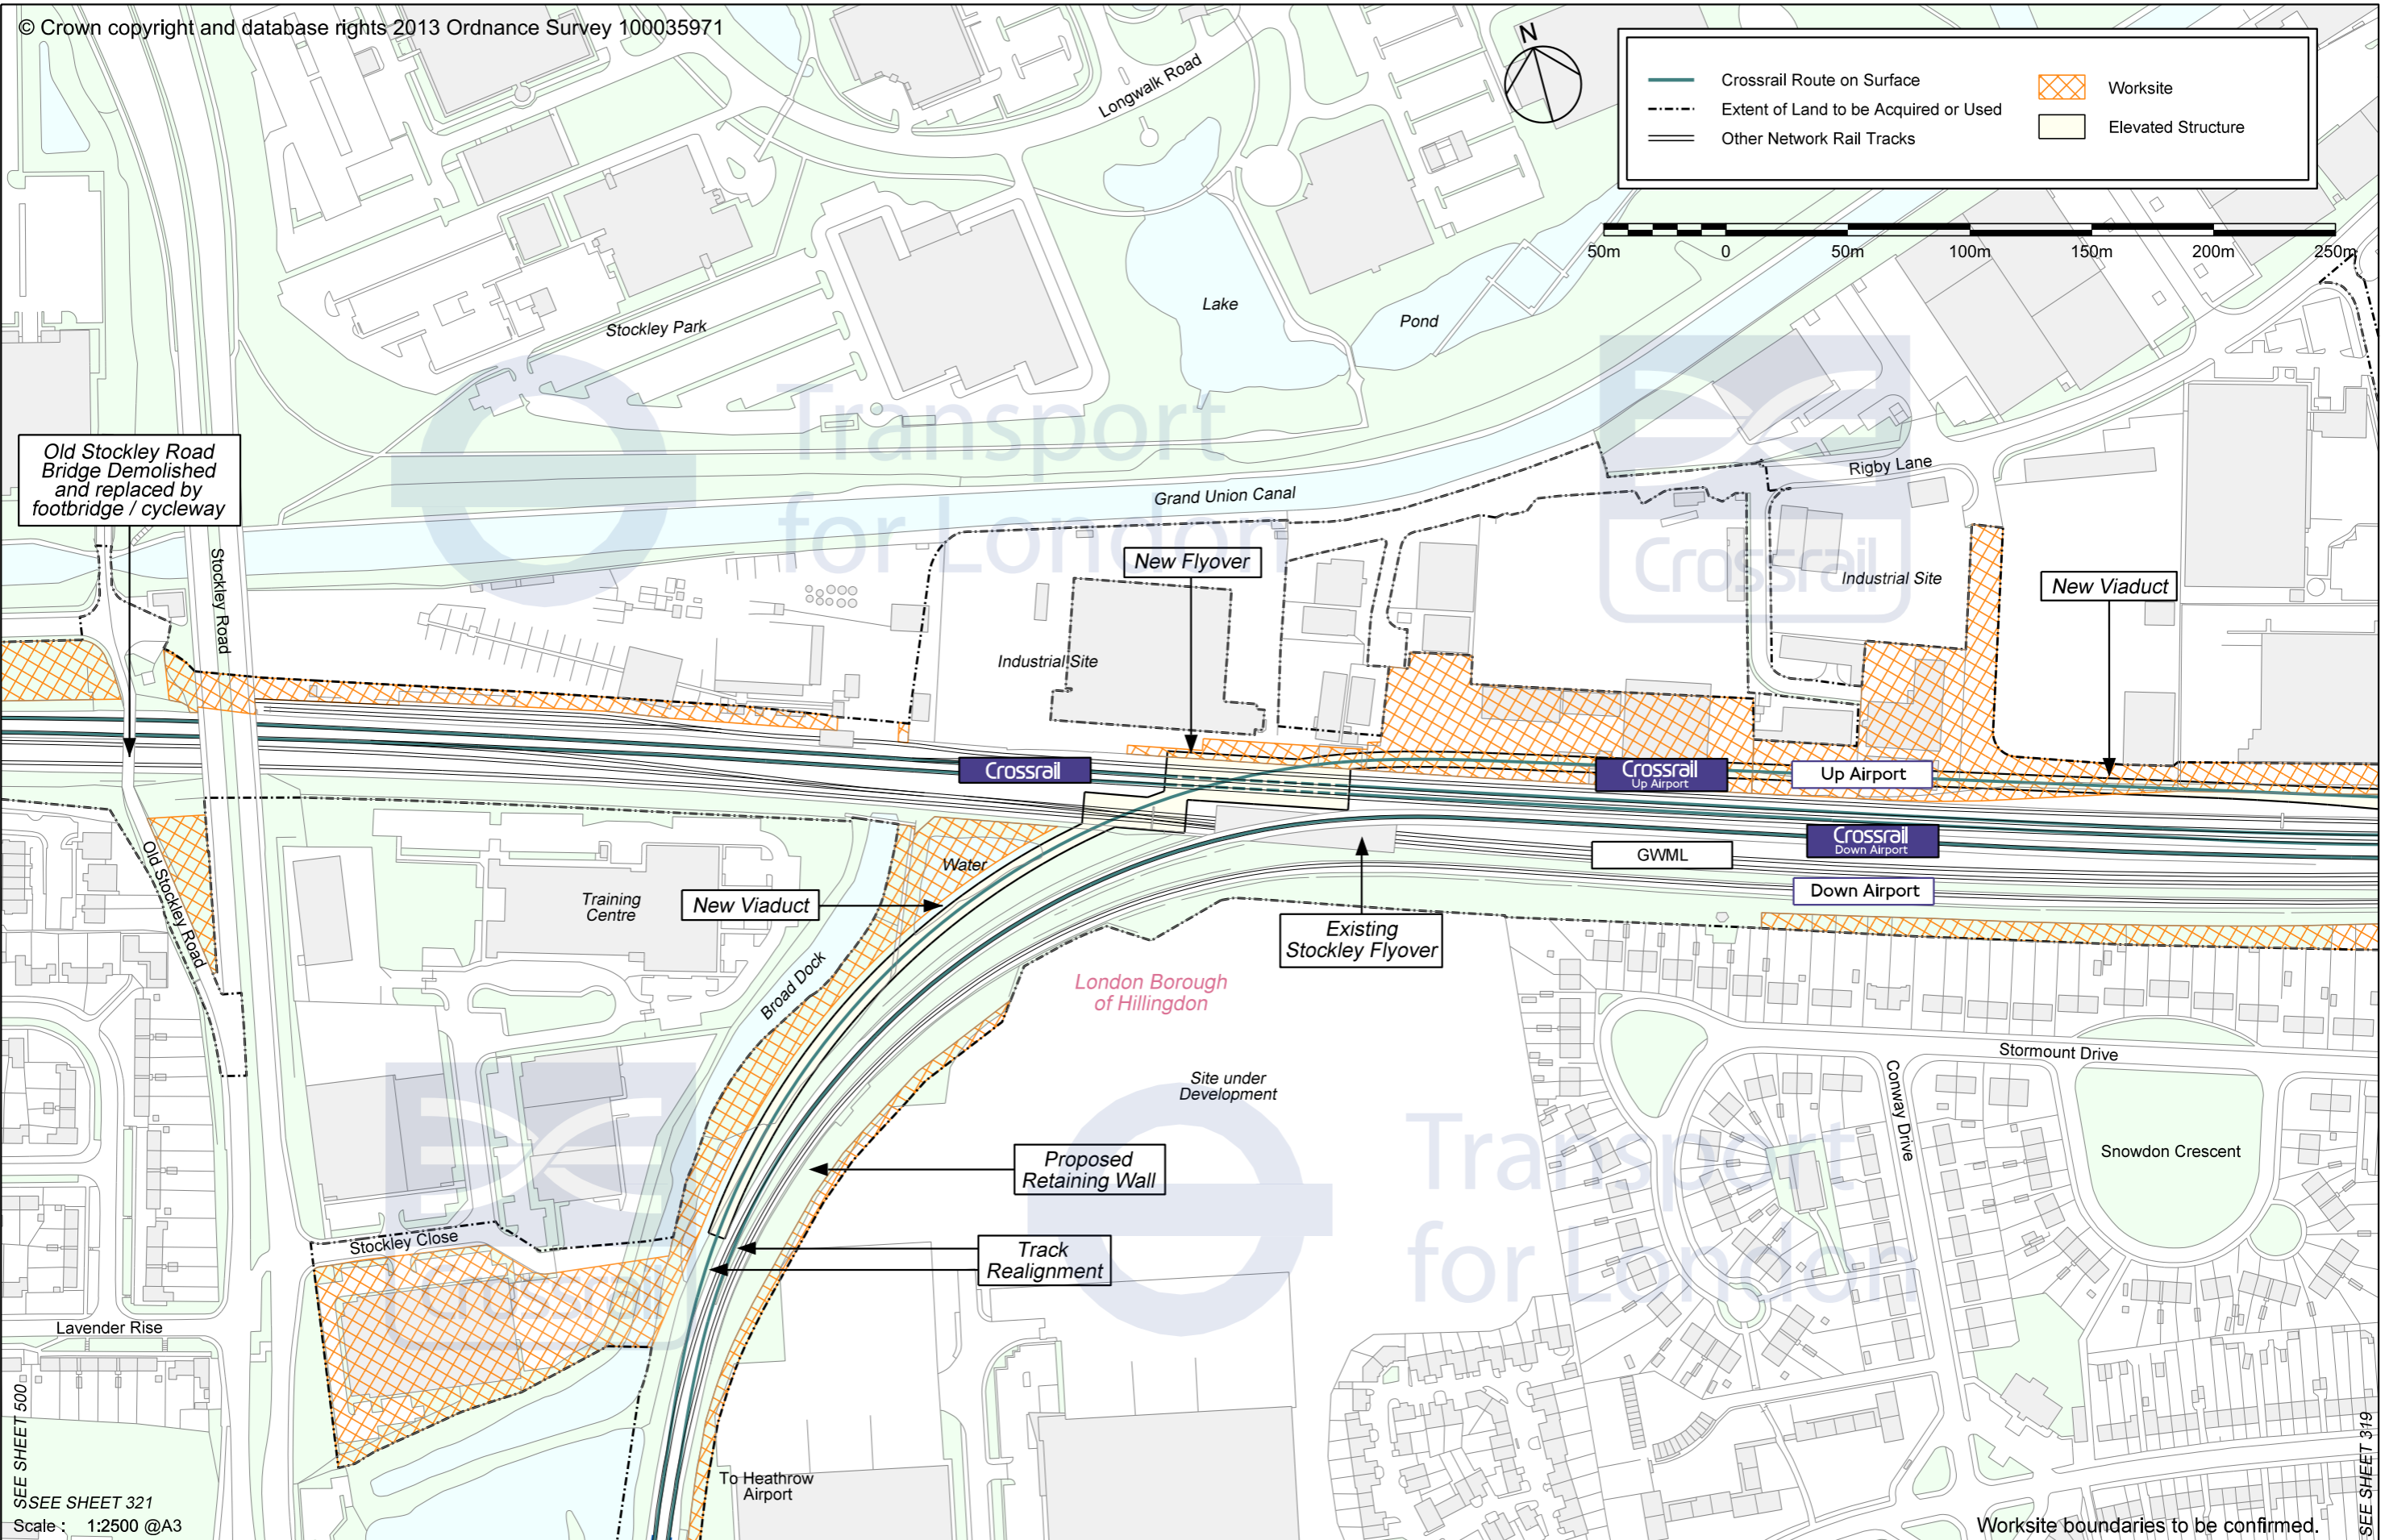 © Crown copyright and database rights 2013 Ordnance Survey 100035971
N
Crossrail Route on Surface
Extent of Land to be Acquired or Used
Other Network Rail Tracks
Worksite
Elevated Structure
50m 0 50m 100m 150m 200m 250m
Longwalk Road
Stockley Park
Lake
Pond
Transport
for London
Crossrail
Old Stockley Road
Bridge Demolished
and replaced by
footbridge / cycleway
Grand Union Canal
Rigby Lane
Stockley Road
New Flyover
Industrial Site
Industrial Site
New Viaduct
Crossrail
Crossrail
Up Airport
Up Airport
Crossrail
Down Airport
GWML
Down Airport
Old Stockley Road
Water
Training
Centre
New Viaduct
Existing
Stockley Flyover
Broad Dock
London Borough
of Hillingdon
Site under
Development
Stormount Drive
Conway Drive
Snowdon Crescent
Transport
for London
Proposed
Retaining Wall
Track
Realignment
Stockley Close
Crossrail
Lavender Rise
To Heathrow
Airport
SEE SHEET 500
SSEE SHEET 321
Scale : 1:2500 @A3
Worksite boundaries to be confirmed.
SEE SHEET 319